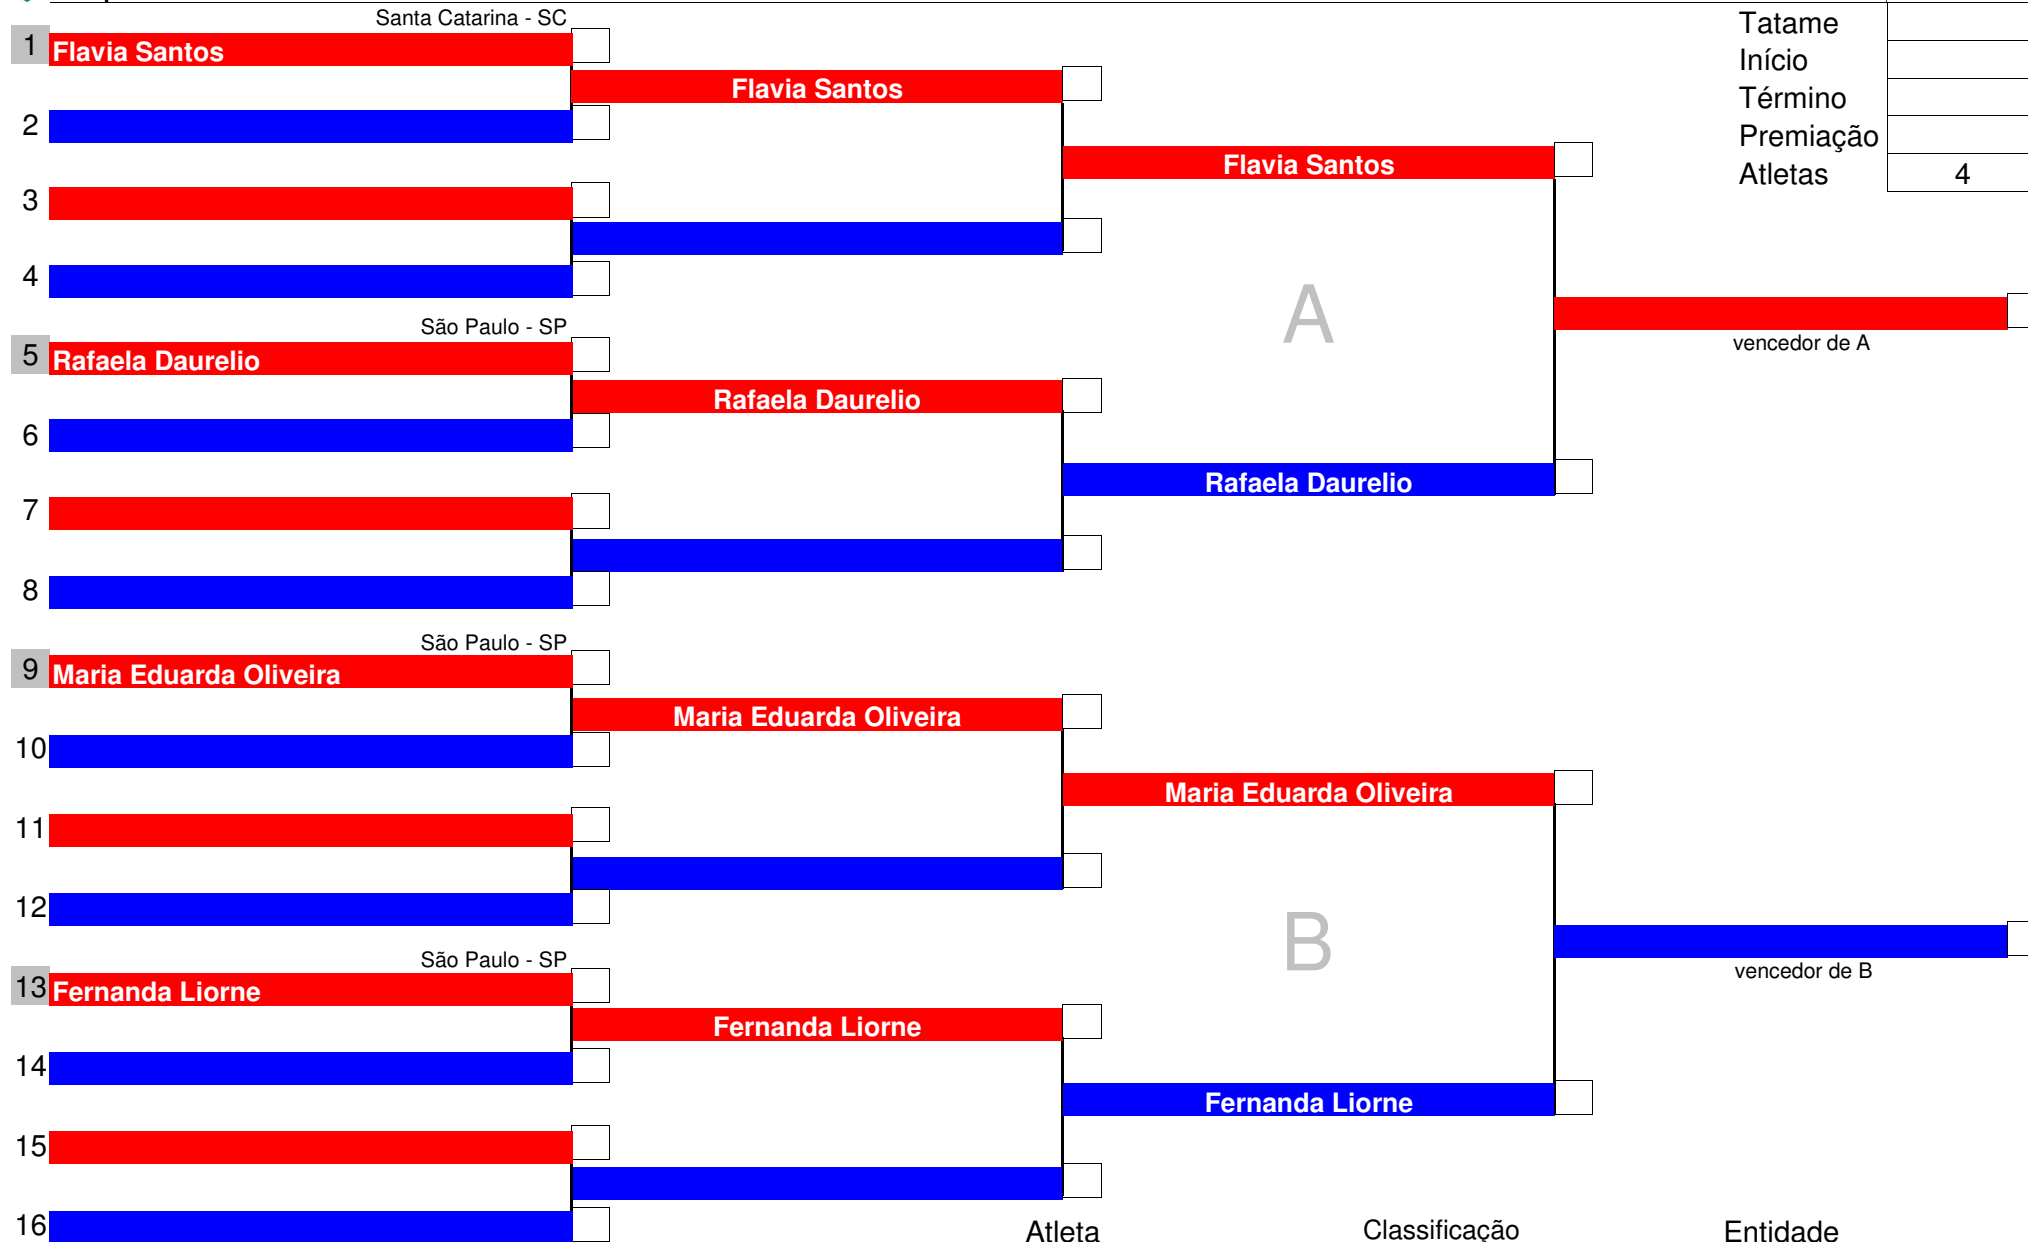 Santa Catarina - SC
Tatame
1 Flavia Santos
Início
Flavia Santos
Término
2
Premiação
Flavia Santos
Atletas 4
3
4
A
São Paulo - SP
vencedor de A
5 Rafaela Daurelio
Rafaela Daurelio
6
Rafaela Daurelio
7
8
São Paulo - SP
9 Maria Eduarda Oliveira
Maria Eduarda Oliveira
10
Maria Eduarda Oliveira
11
12
B
São Paulo - SP
vencedor de B
13 Fernanda Liorne
Fernanda Liorne
14
Fernanda Liorne
15
16
Atleta Classificação Entidade